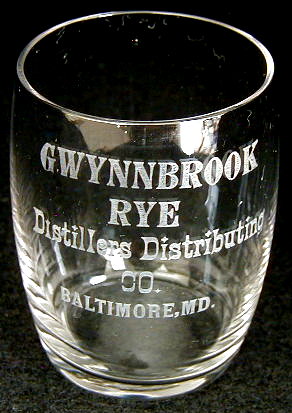 GWYNNBROOK
RYE
Distillers Distributing
CO.
BALTIMORE, MD.